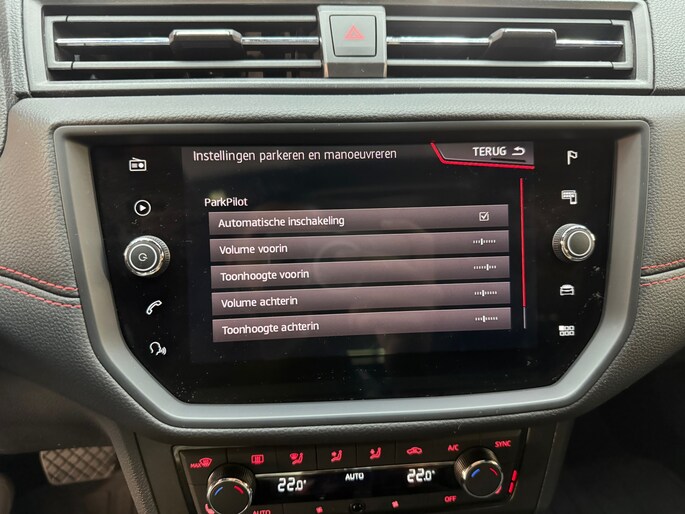 Instellingen parkeren en manoeuvreren
TERUG
ParkPilot
Automatische inschakeling
Volume voorin
Toonhoogte voorin
Volume achterin
Toonhoogte achterin
MAX
A/C
SYNC
22.0°
AUTO
22.0°
OFF